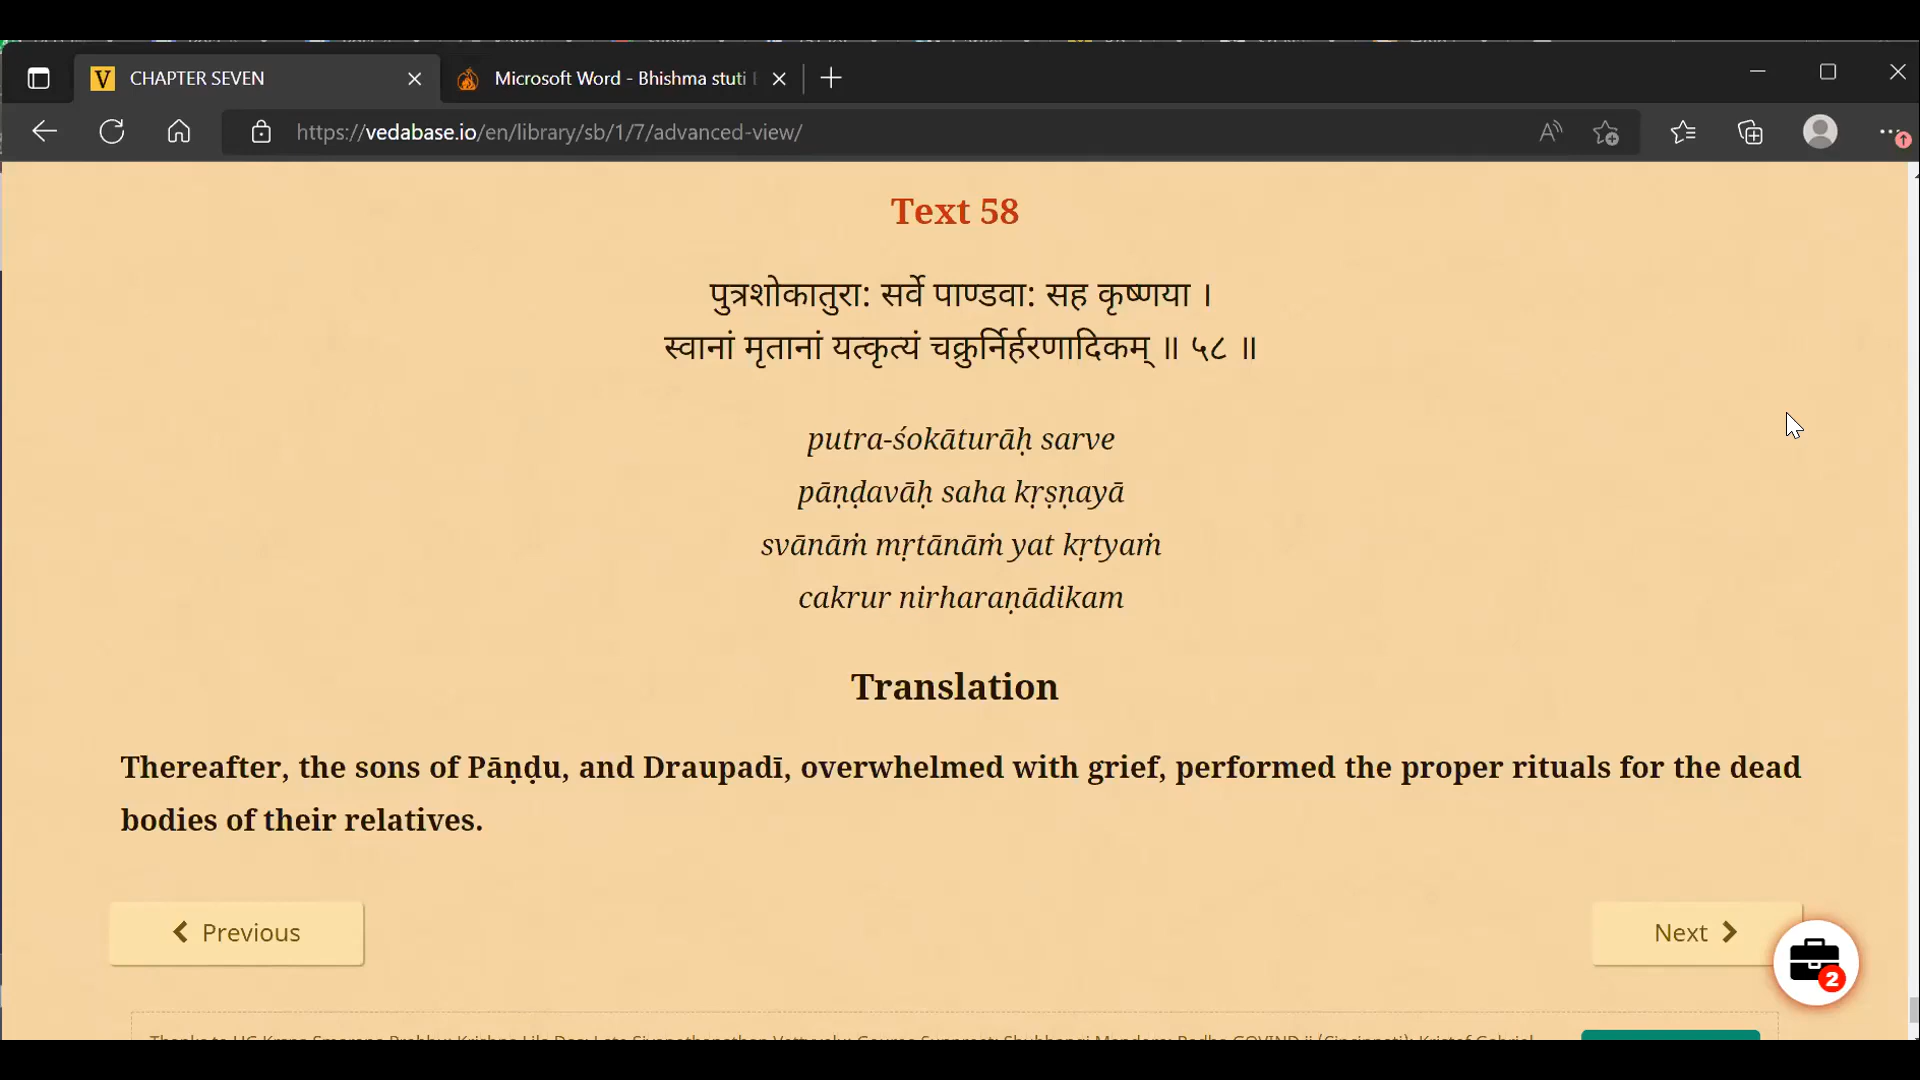 CHAPTER SEVEN
Microsoft Word - Bhishma stuti
https://vedabase.io/en/library/sb/1/7/advanced-view/
Text 58
पुत्रशोकातुरा: सर्वे पाण्डवा: सह कृष्णया ।
स्वानां मृतानां यत्कृत्यं चक्रुर्निर्हरणादिकम् ॥ ५८ ॥
putra-śokāturāḥ sarve
pāṇḍavāḥ saha kṛṣṇayā
svānāṁ mṛtānāṁ yat kṛtyaṁ
cakrur nirharaṇādikam
Translation
Thereafter, the sons of Pāṇḍu, and Draupadī, overwhelmed with grief, performed the proper rituals for the dead
bodies of their relatives.
Previous
Next
2